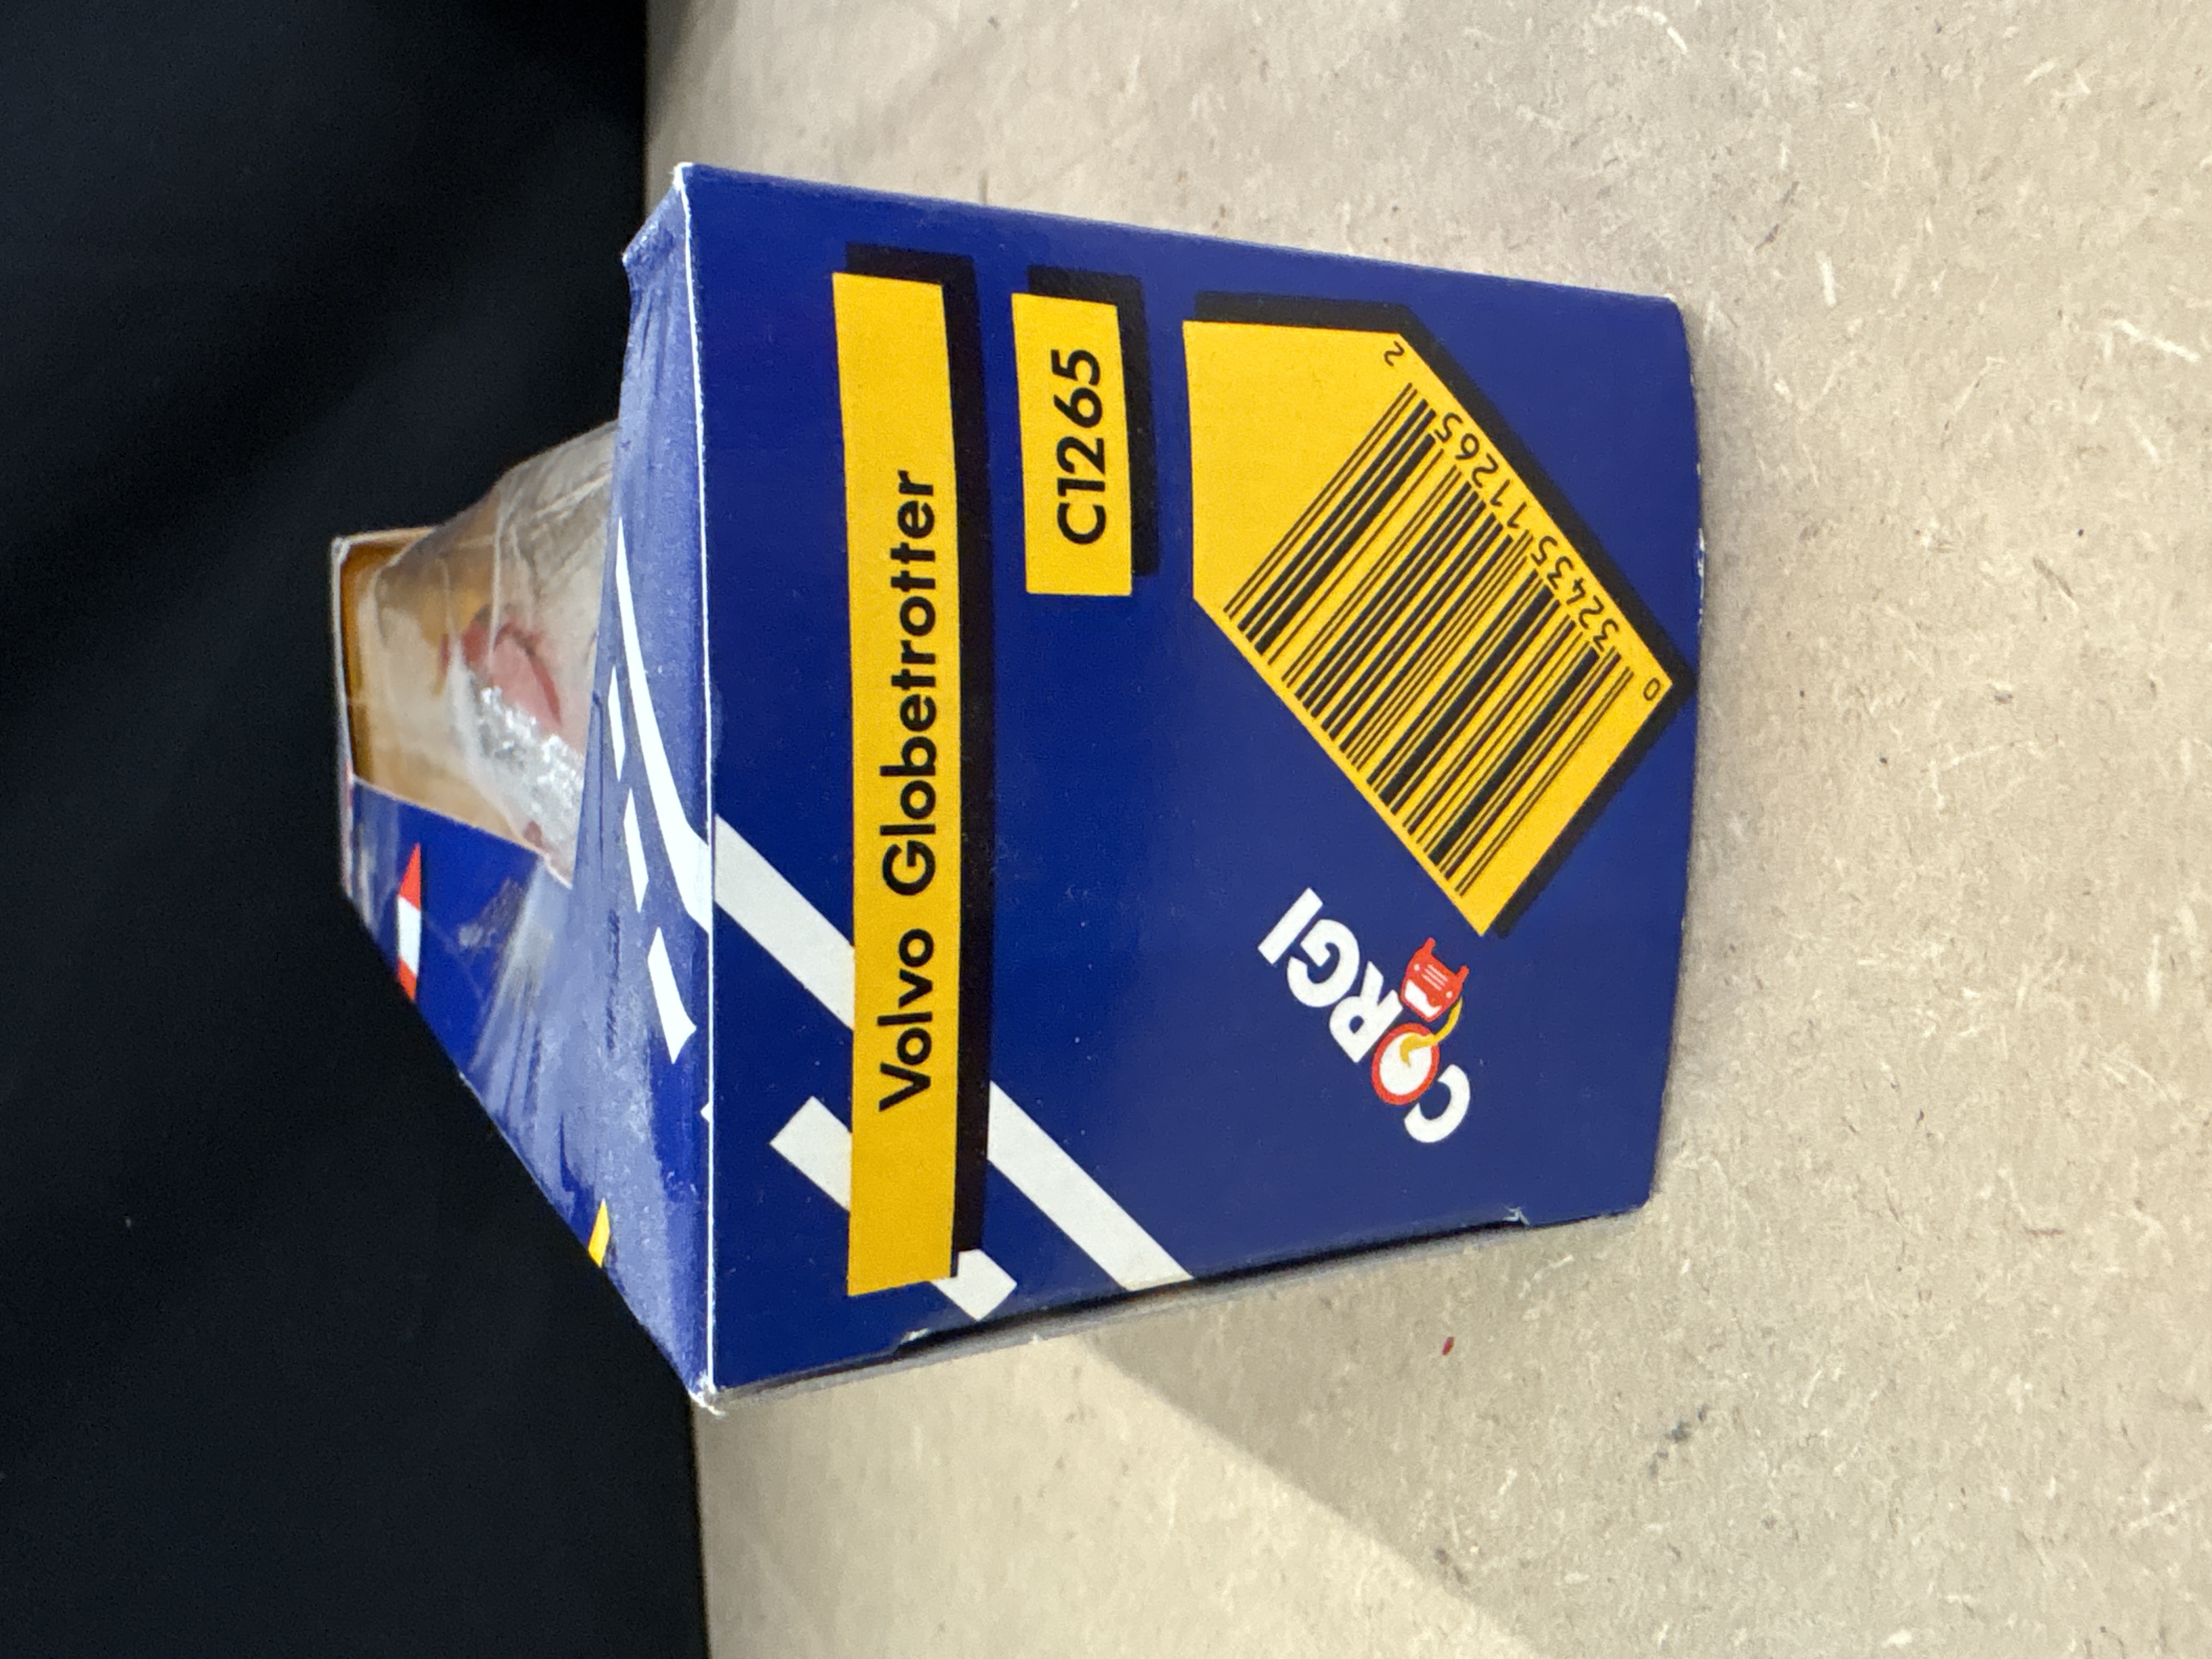 Volvo Globetrotter
C1265
CORGI
0 32435 11265 2